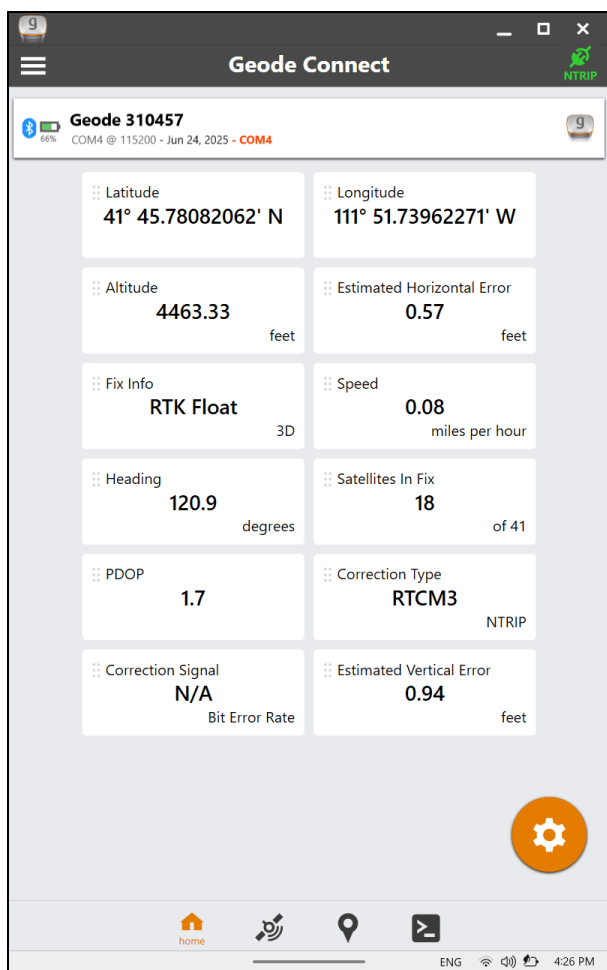 g
Geode Connect
NTRIP
Geode 310457
66%
COM4 @ 115200 - Jun 24, 2025 - COM4
g
Latitude
41° 45.78082062' N
Longitude
111° 51.73962271' W
Altitude
4463.33
feet
Estimated Horizontal Error
0.57
feet
Fix Info
RTK Float
3D
Speed
0.08
miles per hour
Heading
120.9
degrees
Satellites In Fix
18
of 41
PDOP
1.7
Correction Type
RTCM3
NTRIP
Correction Signal
N/A
Bit Error Rate
Estimated Vertical Error
0.94
feet
home
ENG 4:26 PM